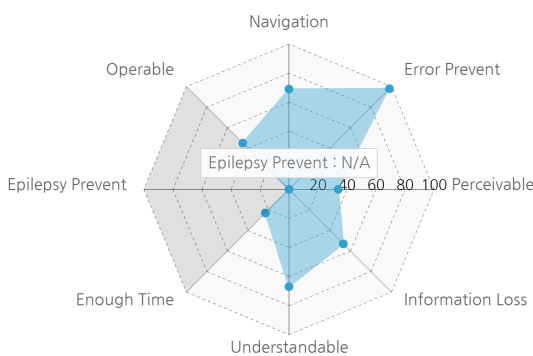 Navigation
Operable
Error Prevent
Epilepsy Prevent : N/A
Epilepsy Prevent
20 40 60 80 100 Perceivable
Enough Time
Information Loss
Understandable